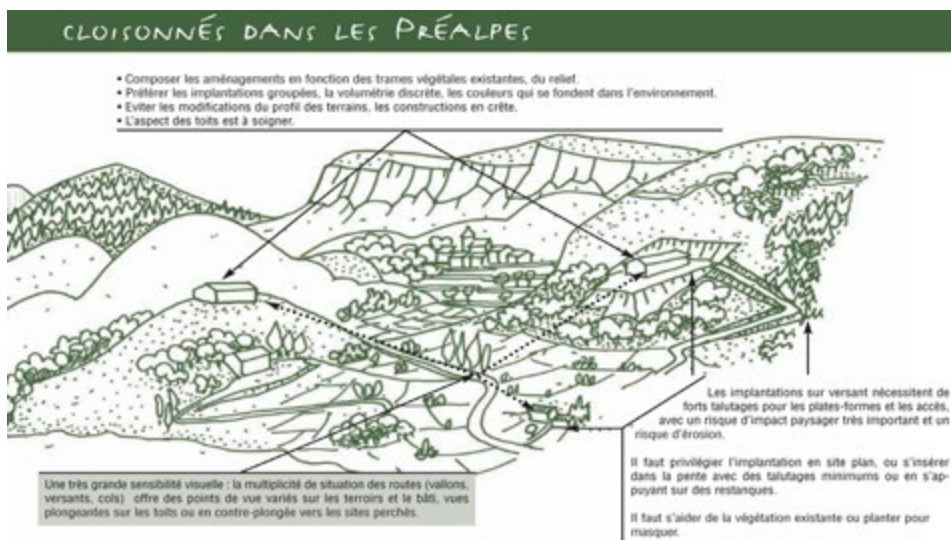 CLOISONNÉS DANS LES PRÉALPES
• Composer les aménagements en fonction des trames végétales existantes, du relief.
• Préférer les implantations groupées, la volumétrie discrète, les couleurs qui se fondent dans l'environnement.
• Eviter les modifications du profil des terrains, les constructions en crête.
• L'aspect des toits est à soigner.
Les implantations sur versant nécessitent de
forts talutages pour les plates-formes et les accès,
avec un risque d'impact paysager très important et un
risque d'érosion.
Il faut privilégier l'implantation en site plan, ou s'insérer
dans la pente avec des talutages minimums ou en s'ap-
puyant sur des restanques.
Il faut s'aider de la végétation existante ou planter pour
masquer.
Une très grande sensibilité visuelle : la multiplicité de situation des routes (vallons,
versants, cols) offre des points de vue variés sur les terroirs et le bâti, vues
plongeantes sur les toits ou en contre-plongée vers les sites perchés.